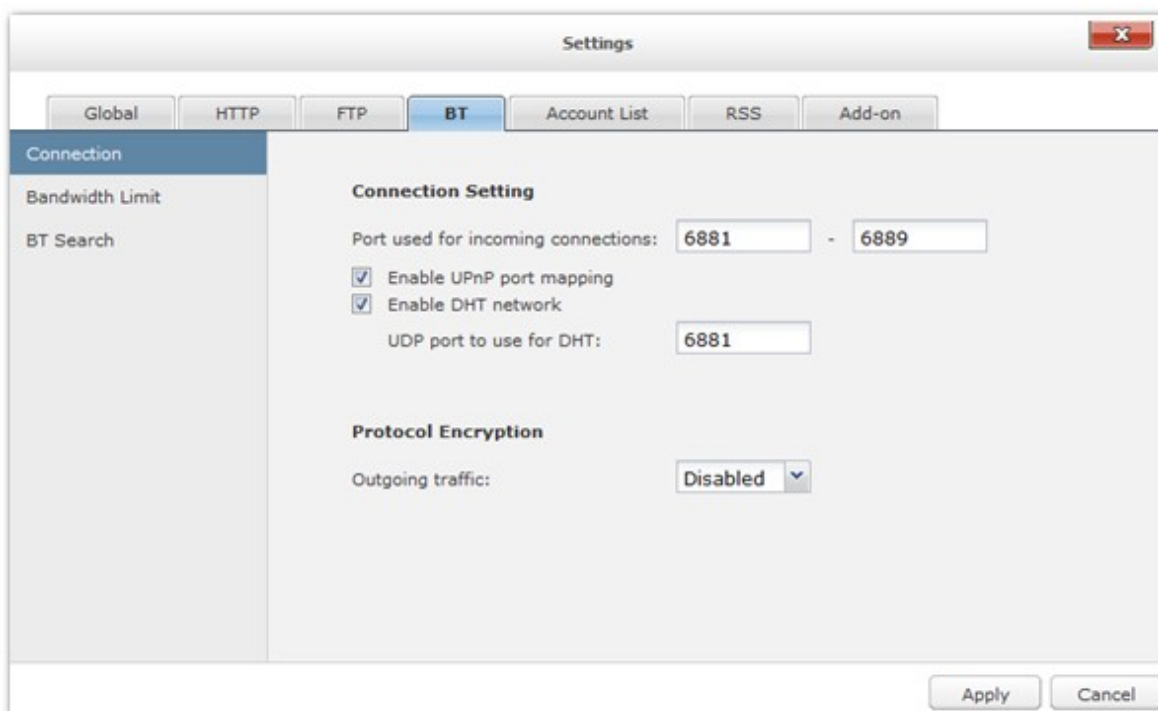 Settings
x
Global HTTP FTP BT Account List RSS Add-on
Connection
Bandwidth Limit
BT Search
Connection Setting
Port used for incoming connections: 6881 - 6889
Enable UPnP port mapping
Enable DHT network
UDP port to use for DHT: 6881
Protocol Encryption
Outgoing traffic: Disabled
Apply Cancel